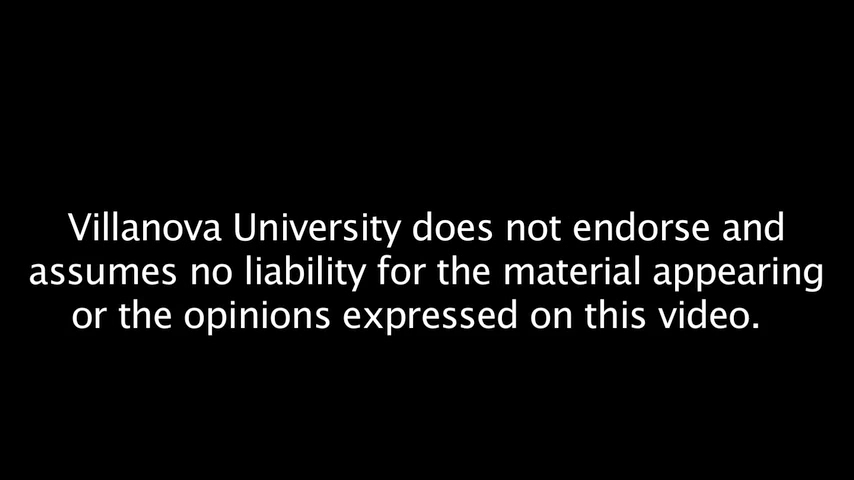 Villanova University does not endorse and
assumes no liability for the material appearing
or the opinions expressed on this video.